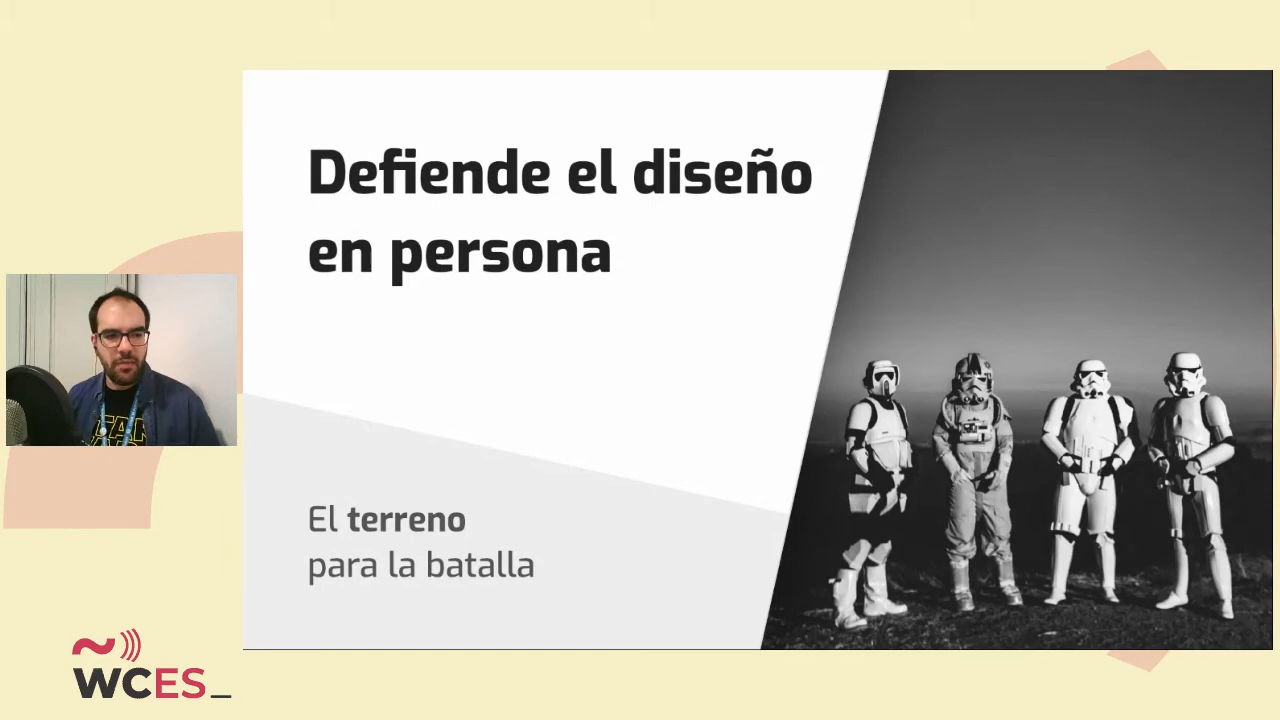 Defiende el diseño
en persona
El terreno
para la batalla
WCES_